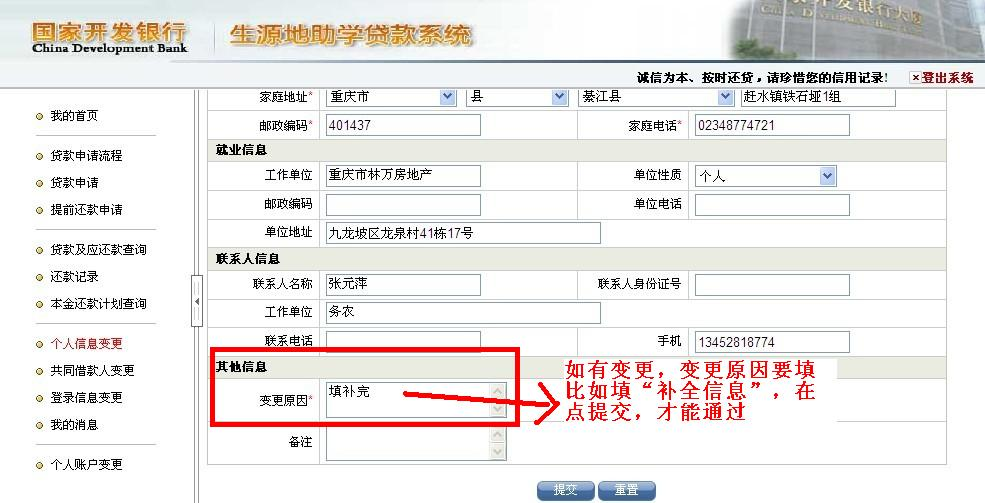 国家开发银行
China Development Bank
生源地助学贷款系统
诚信为本、按时还贷，请珍惜您的信用记录! 登出系统
我的首页
贷款申请流程
贷款申请
提前还款申请
贷款及应还款查询
还款记录
本金还款计划查询
个人信息变更
共同借款人变更
登录信息变更
我的消息
个人账户变更
家庭地址* 重庆市 县 綦江县 赶水镇铁石垭1组
邮政编码* 401437 家庭电话* 02348774721
就业信息
工作单位 重庆市林万房地产 单位性质 个人
邮政编码 单位电话
单位地址 九龙坡区龙泉村41栋17号
联系人信息
联系人名称 张元萍 联系人身份证号
工作单位 务农
联系电话 手机 13452818774
其他信息
变更原因* 填补完
备注
如有变更，变更原因要填
比如填“补全信息”，在
点提交，才能通过
提交 重置